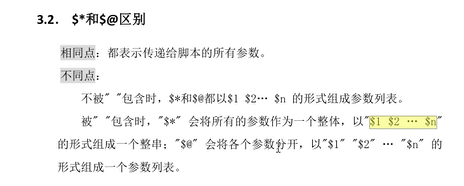 3.2. $*和$@区别
相同点：都表示传递给脚本的所有参数。
不同点：
不被" "包含时，$*和$@都以$1 $2… $n 的形式组成参数列表。
被" "包含时，"$*" 会将所有的参数作为一个整体，以"$1 $2 … $n"
的形式组成一个整串；"$@" 会将各个参数分开，以"$1" "$2" … "$n" 的
形式组成一个参数列表。